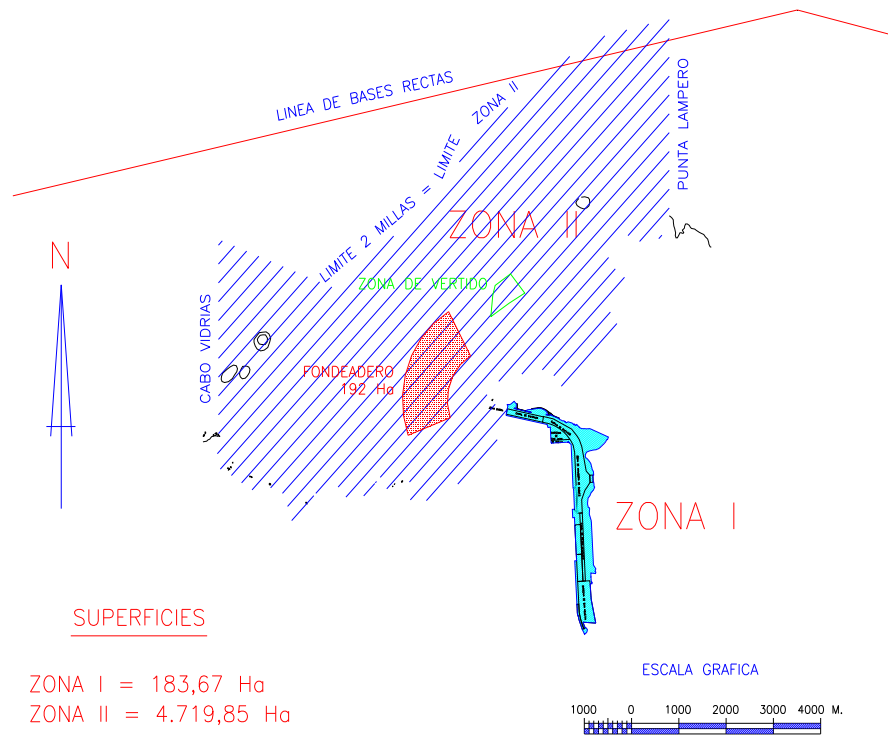 LINEA DE BASES RECTAS
LIMITE 2 MILLAS = LIMITE ZONA II
PUNTA LAMPERO
ZONA II
N
ZONA DE VERTIDO
CABO VIDRIAS
FONDEADERO
192 Ha
ZONA I
SUPERFICIES
ZONA I = 183,67 Ha
ZONA II = 4.719,85 Ha
ESCALA GRAFICA
1000 0 1000 2000 3000 4000 M.